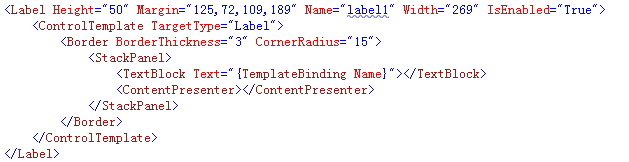 <Label Height="50" Margin="125,72,109,189" Name="label1" Width="269" IsEnabled="True">
<ControlTemplate TargetType="Label">
<Border BorderThickness="3" CornerRadius="15">
<StackPanel>
<TextBlock Text="{TemplateBinding Name}"></TextBlock>
<ContentPresenter></ContentPresenter>
</StackPanel>
</Border>
</ControlTemplate>
</Label>